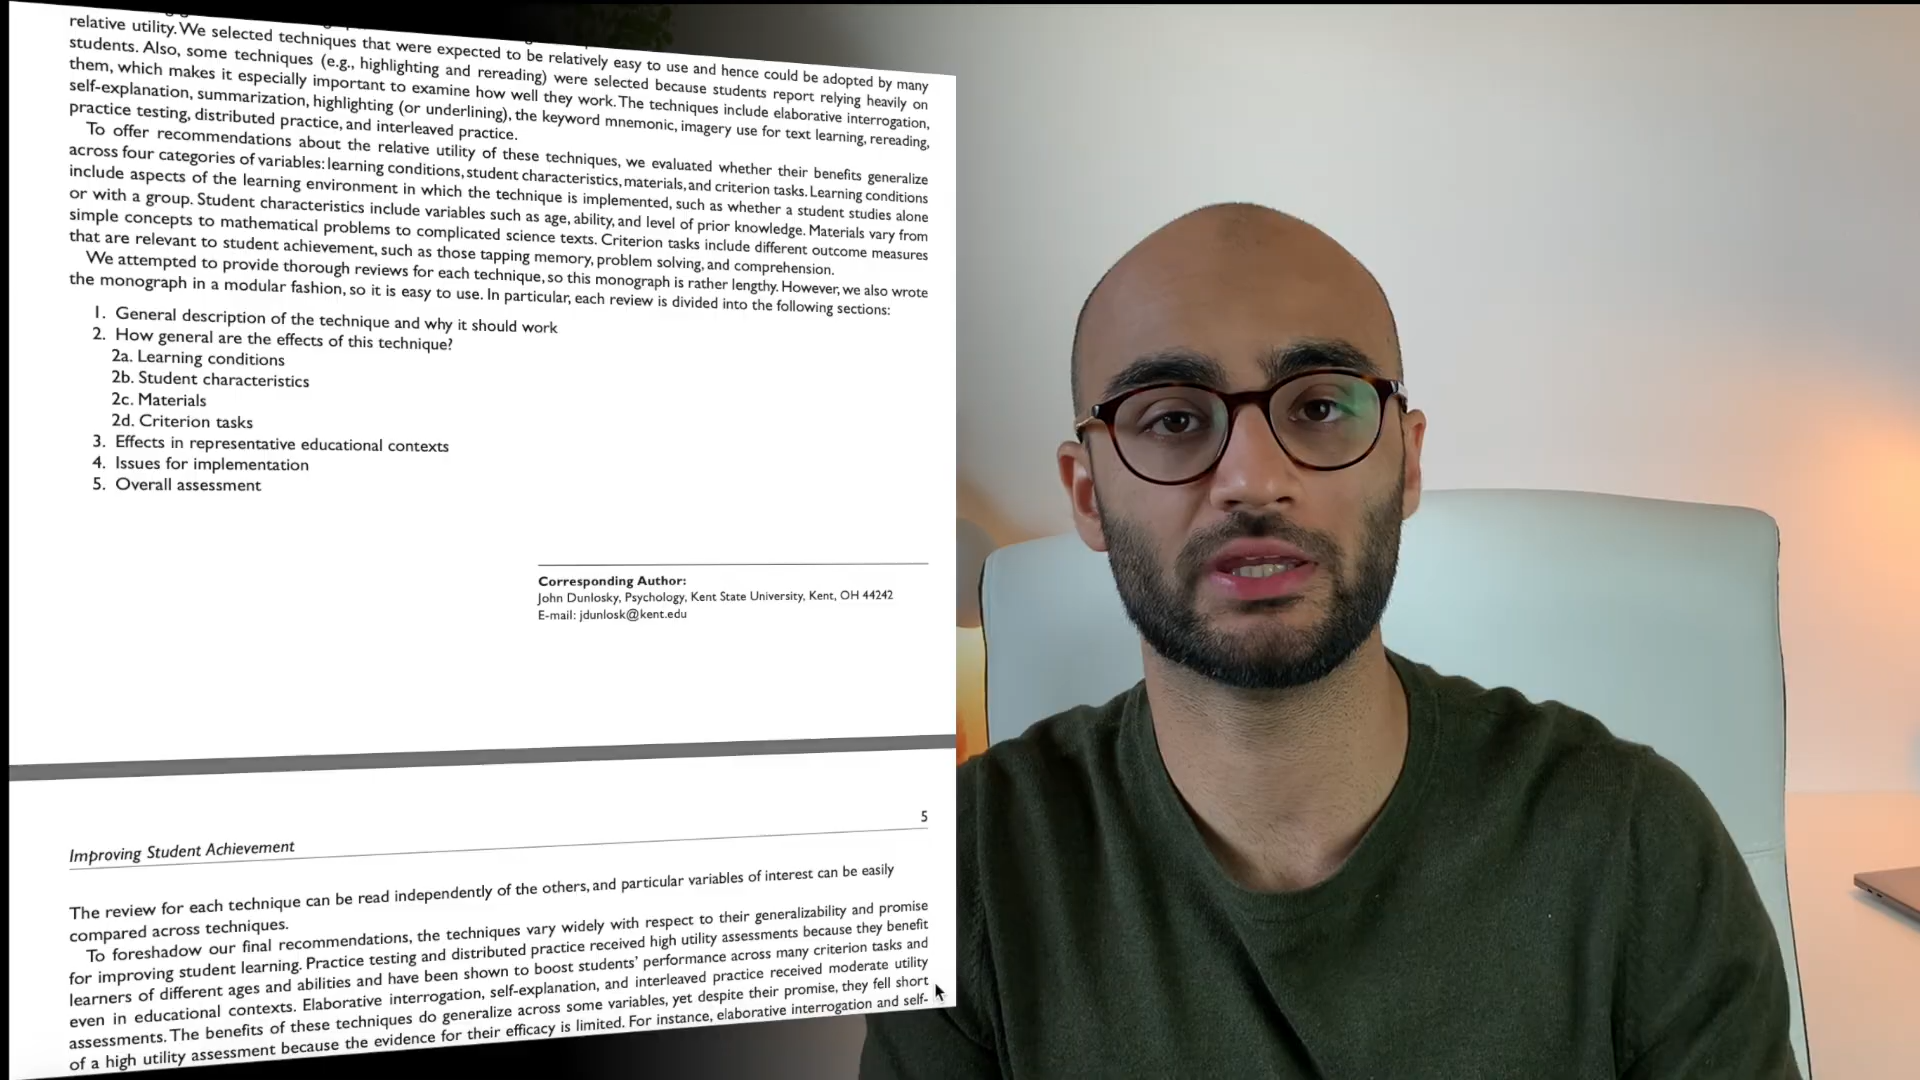 relative utility. We selected techniques that were expected to be relatively easy to use and hence could be adopted by many
students. Also, some techniques (e.g., highlighting and rereading) were selected because students report relying heavily on
them, which makes it especially important to examine how well they work. The techniques include elaborative interrogation,
self-explanation, summarization, highlighting (or underlining), the keyword mnemonic, imagery use for text learning, rereading,
practice testing, distributed practice, and interleaved practice.
To offer recommendations about the relative utility of these techniques, we evaluated whether their benefits generalize
across four categories of variables: learning conditions, student characteristics, materials, and criterion tasks. Learning conditions
include aspects of the learning environment in which the technique is implemented, such as whether a student studies alone
or with a group. Student characteristics include variables such as age, ability, and level of prior knowledge. Materials vary from
simple concepts to mathematical problems to complicated science texts. Criterion tasks include different outcome measures
that are relevant to student achievement, such as those tapping memory, problem solving, and comprehension.
We attempted to provide thorough reviews for each technique, so this monograph is rather lengthy. However, we also wrote
the monograph in a modular fashion, so it is easy to use. In particular, each review is divided into the following sections:
1. General description of the technique and why it should work
2. How general are the effects of this technique?
2a. Learning conditions
2b. Student characteristics
2c. Materials
2d. Criterion tasks
3. Effects in representative educational contexts
4. Issues for implementation
5. Overall assessment
Corresponding Author:
John Dunlosky, Psychology, Kent State University, Kent, OH 44242
E-mail: jdunlosk@kent.edu
5
Improving Student Achievement
The review for each technique can be read independently of the others, and particular variables of interest can be easily
compared across techniques.
To foreshadow our final recommendations, the techniques vary widely with respect to their generalizability and promise
for improving student learning. Practice testing and distributed practice received high utility assessments because they benefit
learners of different ages and abilities and have been shown to boost students' performance across many criterion tasks and
even in educational contexts. Elaborative interrogation, self-explanation, and interleaved practice received moderate utility
assessments. The benefits of these techniques do generalize across some variables, yet despite their promise, they fell short
of a high utility assessment because the evidence for their efficacy is limited. For instance, elaborative interrogation and self-